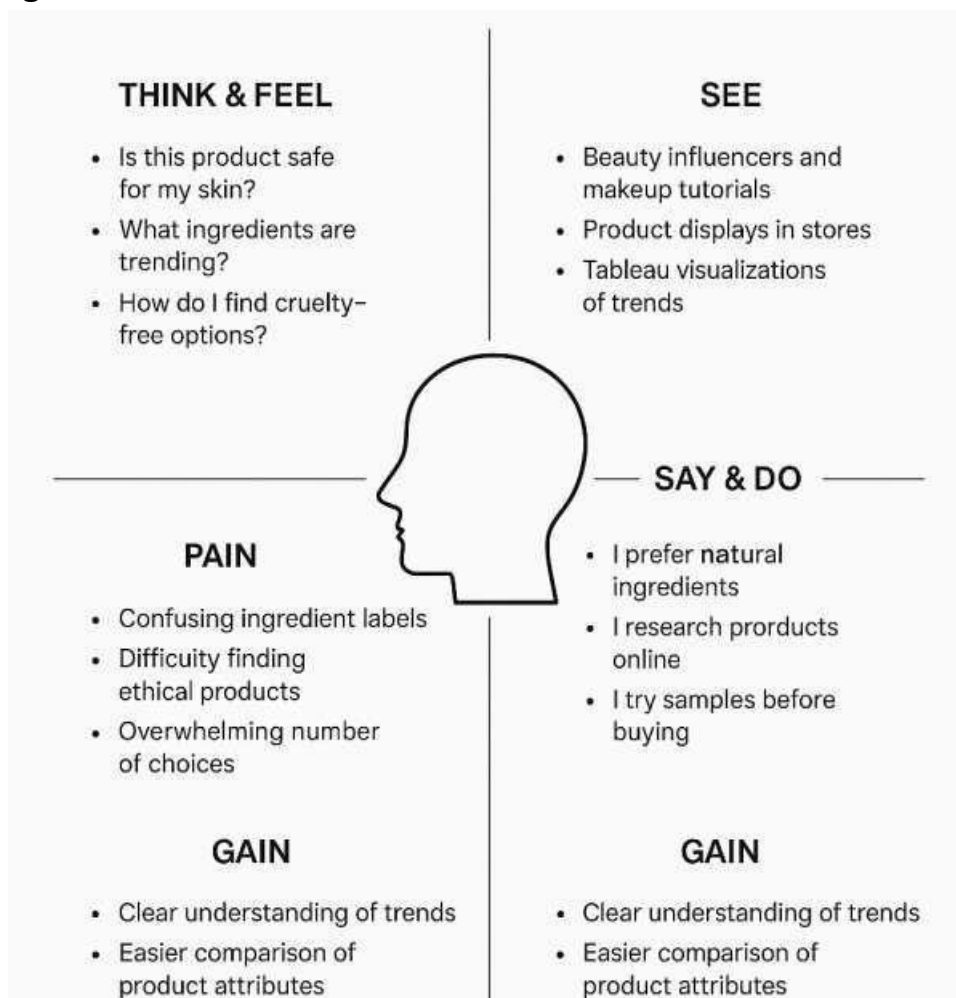 THINK & FEEL
• Is this product safe
for my skin?
• What ingredients are
trending?
• How do I find cruelty-
free options?
SEE
• Beauty influencers and
makeup tutorials
• Product displays in stores
• Tableau visualizations
of trends
PAIN
• Confusing ingredient labels
• Difficuity finding
ethical products
• Overwhelming number
of choices
SAY & DO
• I prefer natural
ingredients
• I research prorducts
online
• I try samples before
buying
GAIN
• Clear understanding of trends
• Easier comparison of
product attributes
GAIN
• Clear understanding of trends
• Easier comparison of
product attributes